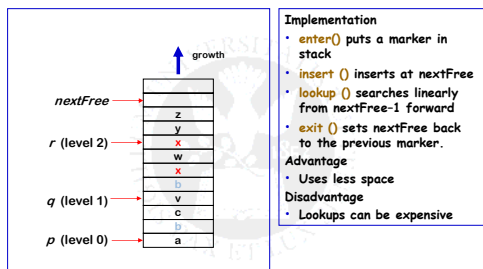 growth
nextFree
z
y
r (level 2)
x
w
x
b
q (level 1)
v
c
b
p (level 0)
a
Implementation
• enter() puts a marker in
stack
• insert () inserts at nextFree
• lookup () searches linearly
from nextFree-1 forward
• exit () sets nextFree back
to the previous marker.
Advantage
• Uses less space
Disadvantage
• Lookups can be expensive